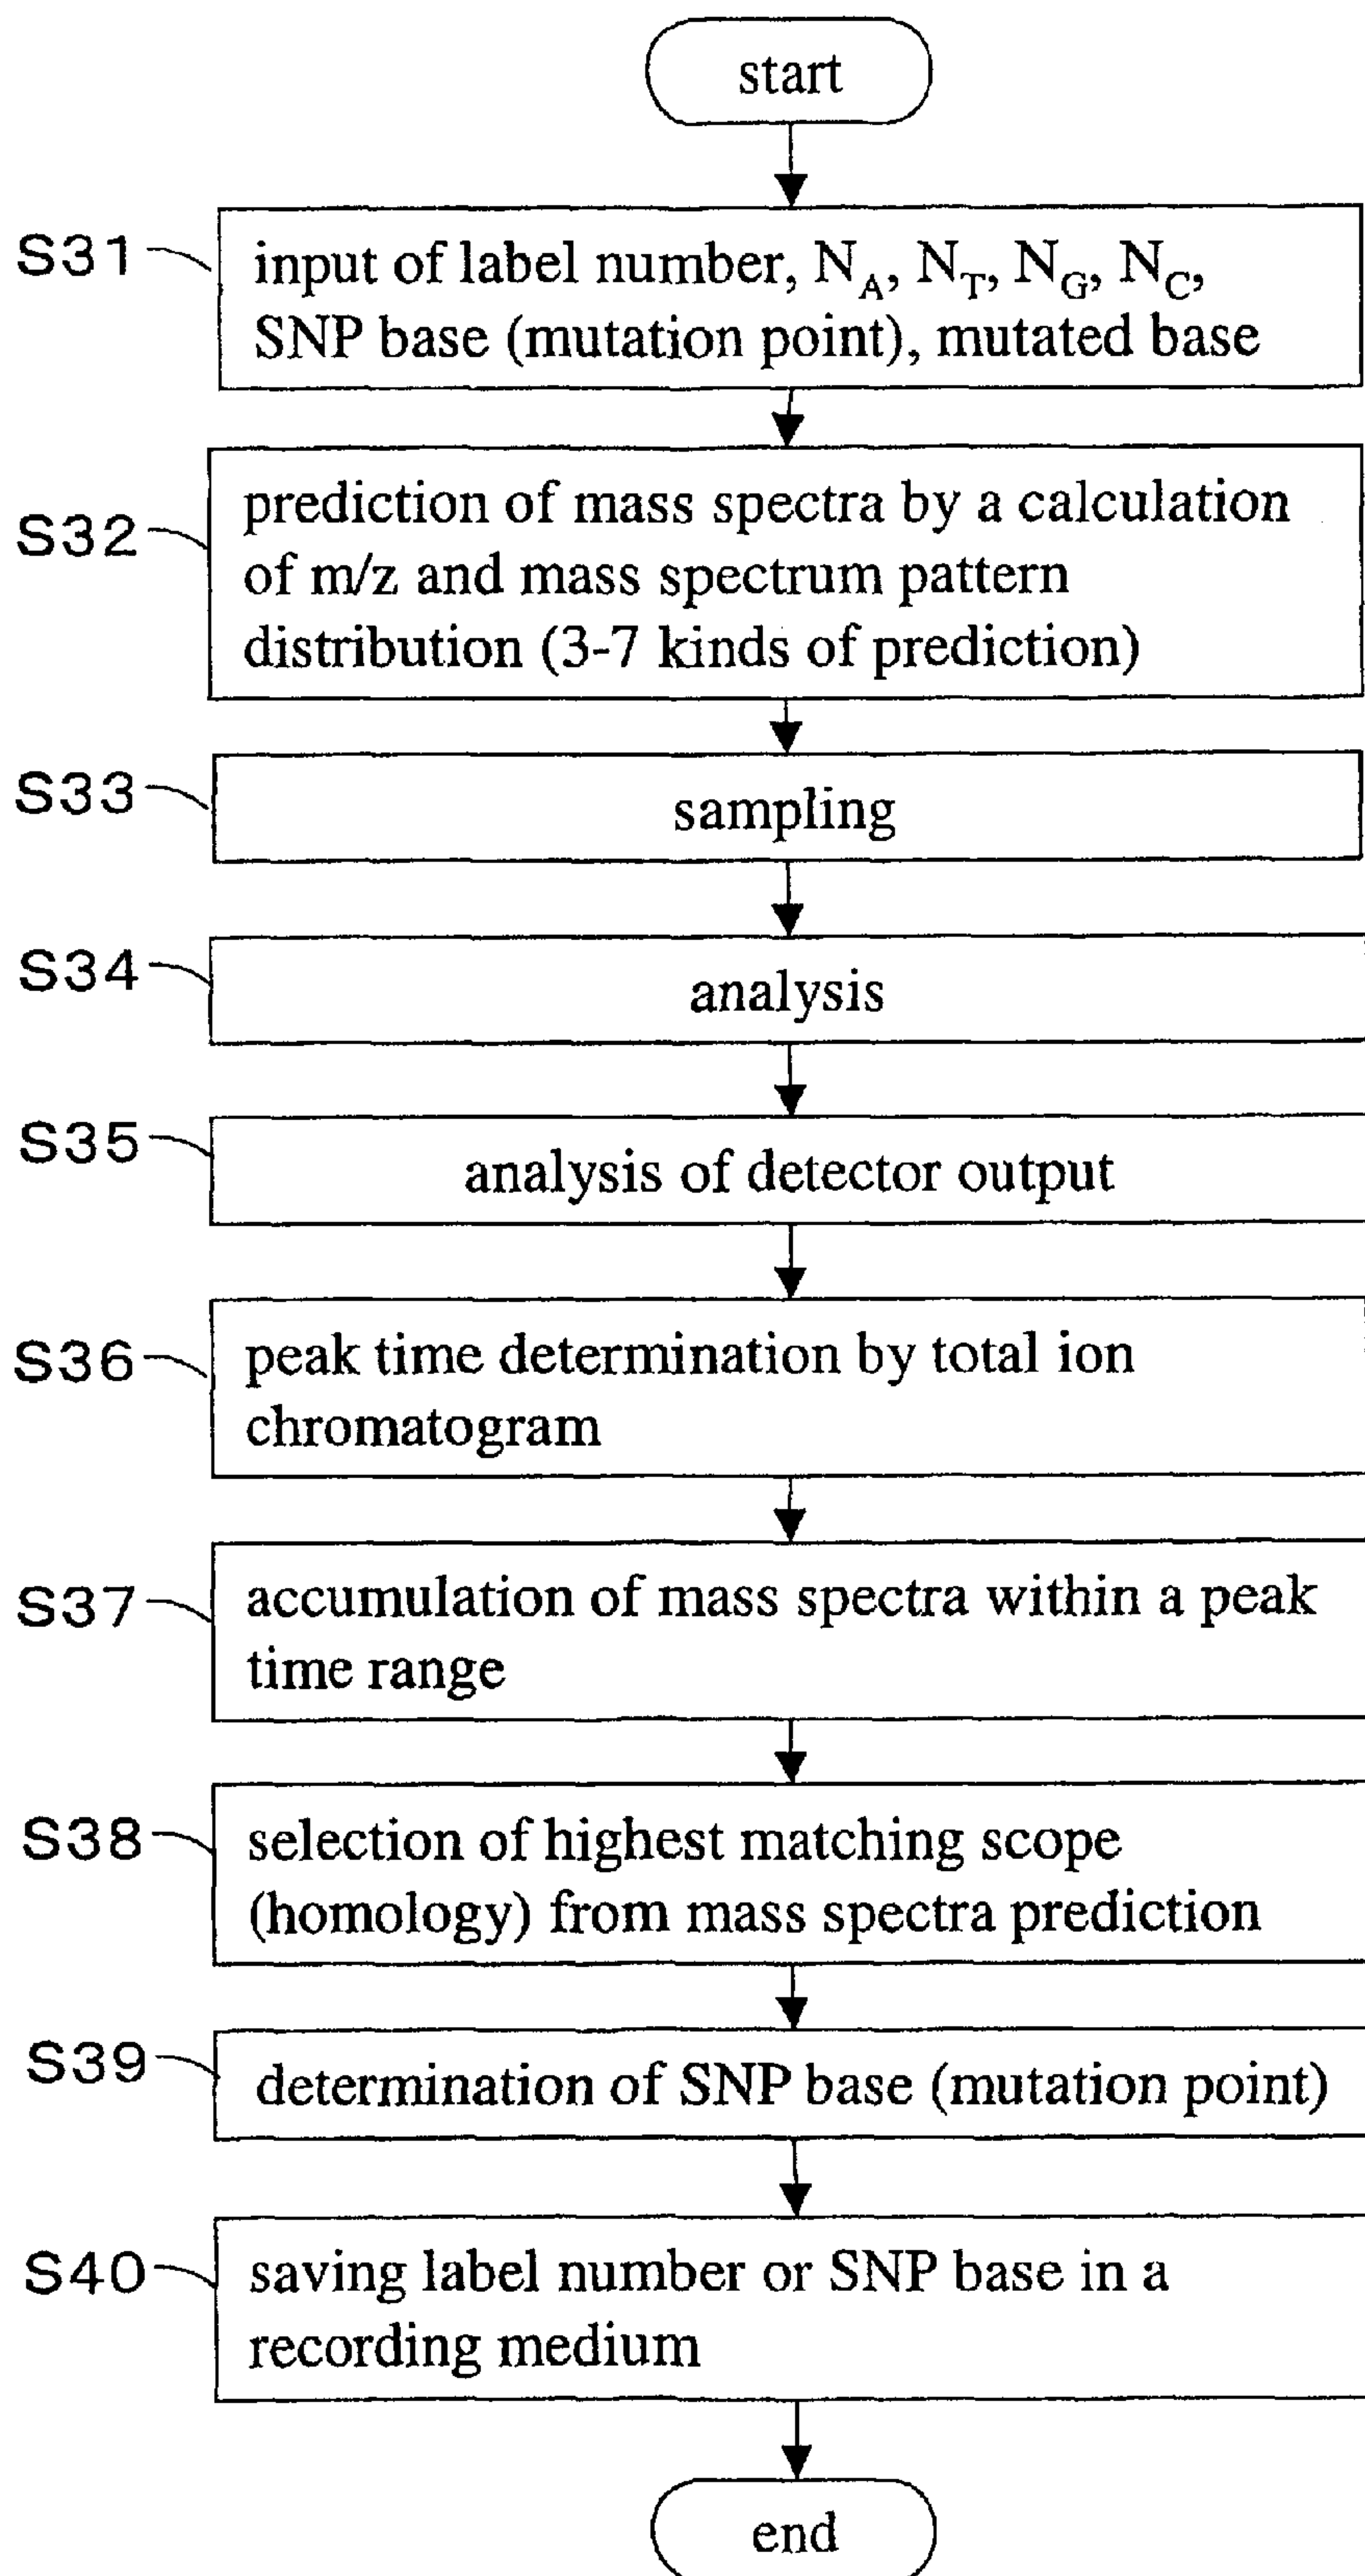 start
S31
input of label number, N_A, N_T, N_G, N_C,
SNP base (mutation point), mutated base
S32
prediction of mass spectra by a calculation
of m/z and mass spectrum pattern
distribution (3-7 kinds of prediction)
S33
sampling
S34
analysis
S35
analysis of detector output
S36
peak time determination by total ion
chromatogram
S37
accumulation of mass spectra within a peak
time range
S38
selection of highest matching scope
(homology) from mass spectra prediction
S39
determination of SNP base (mutation point)
S40
saving label number or SNP base in a
recording medium
end